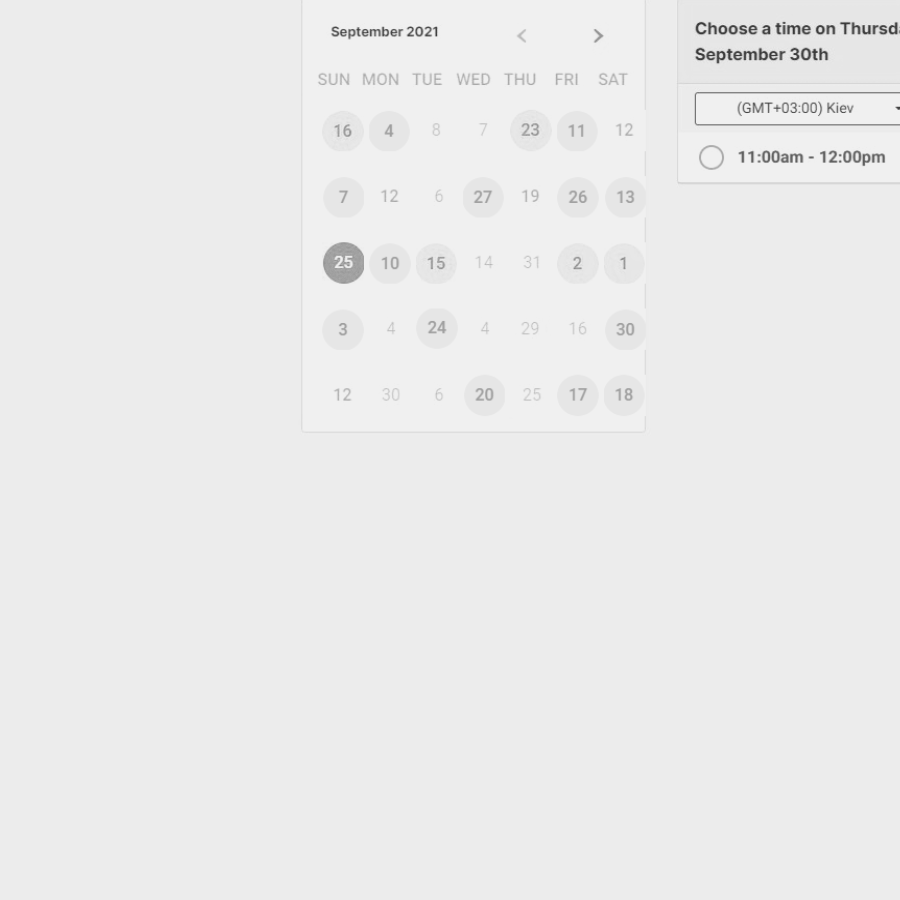 September 2021
SUN MON TUE WED THU FRI SAT
16 4 8 7 23 11 12
7 12 6 27 19 26 13
25 10 15 14 31 2 1
3 4 24 4 29 16 30
12 30 6 20 25 17 18
Choose a time on Thursd
September 30th
(GMT+03:00) Kiev
11:00am - 12:00pm